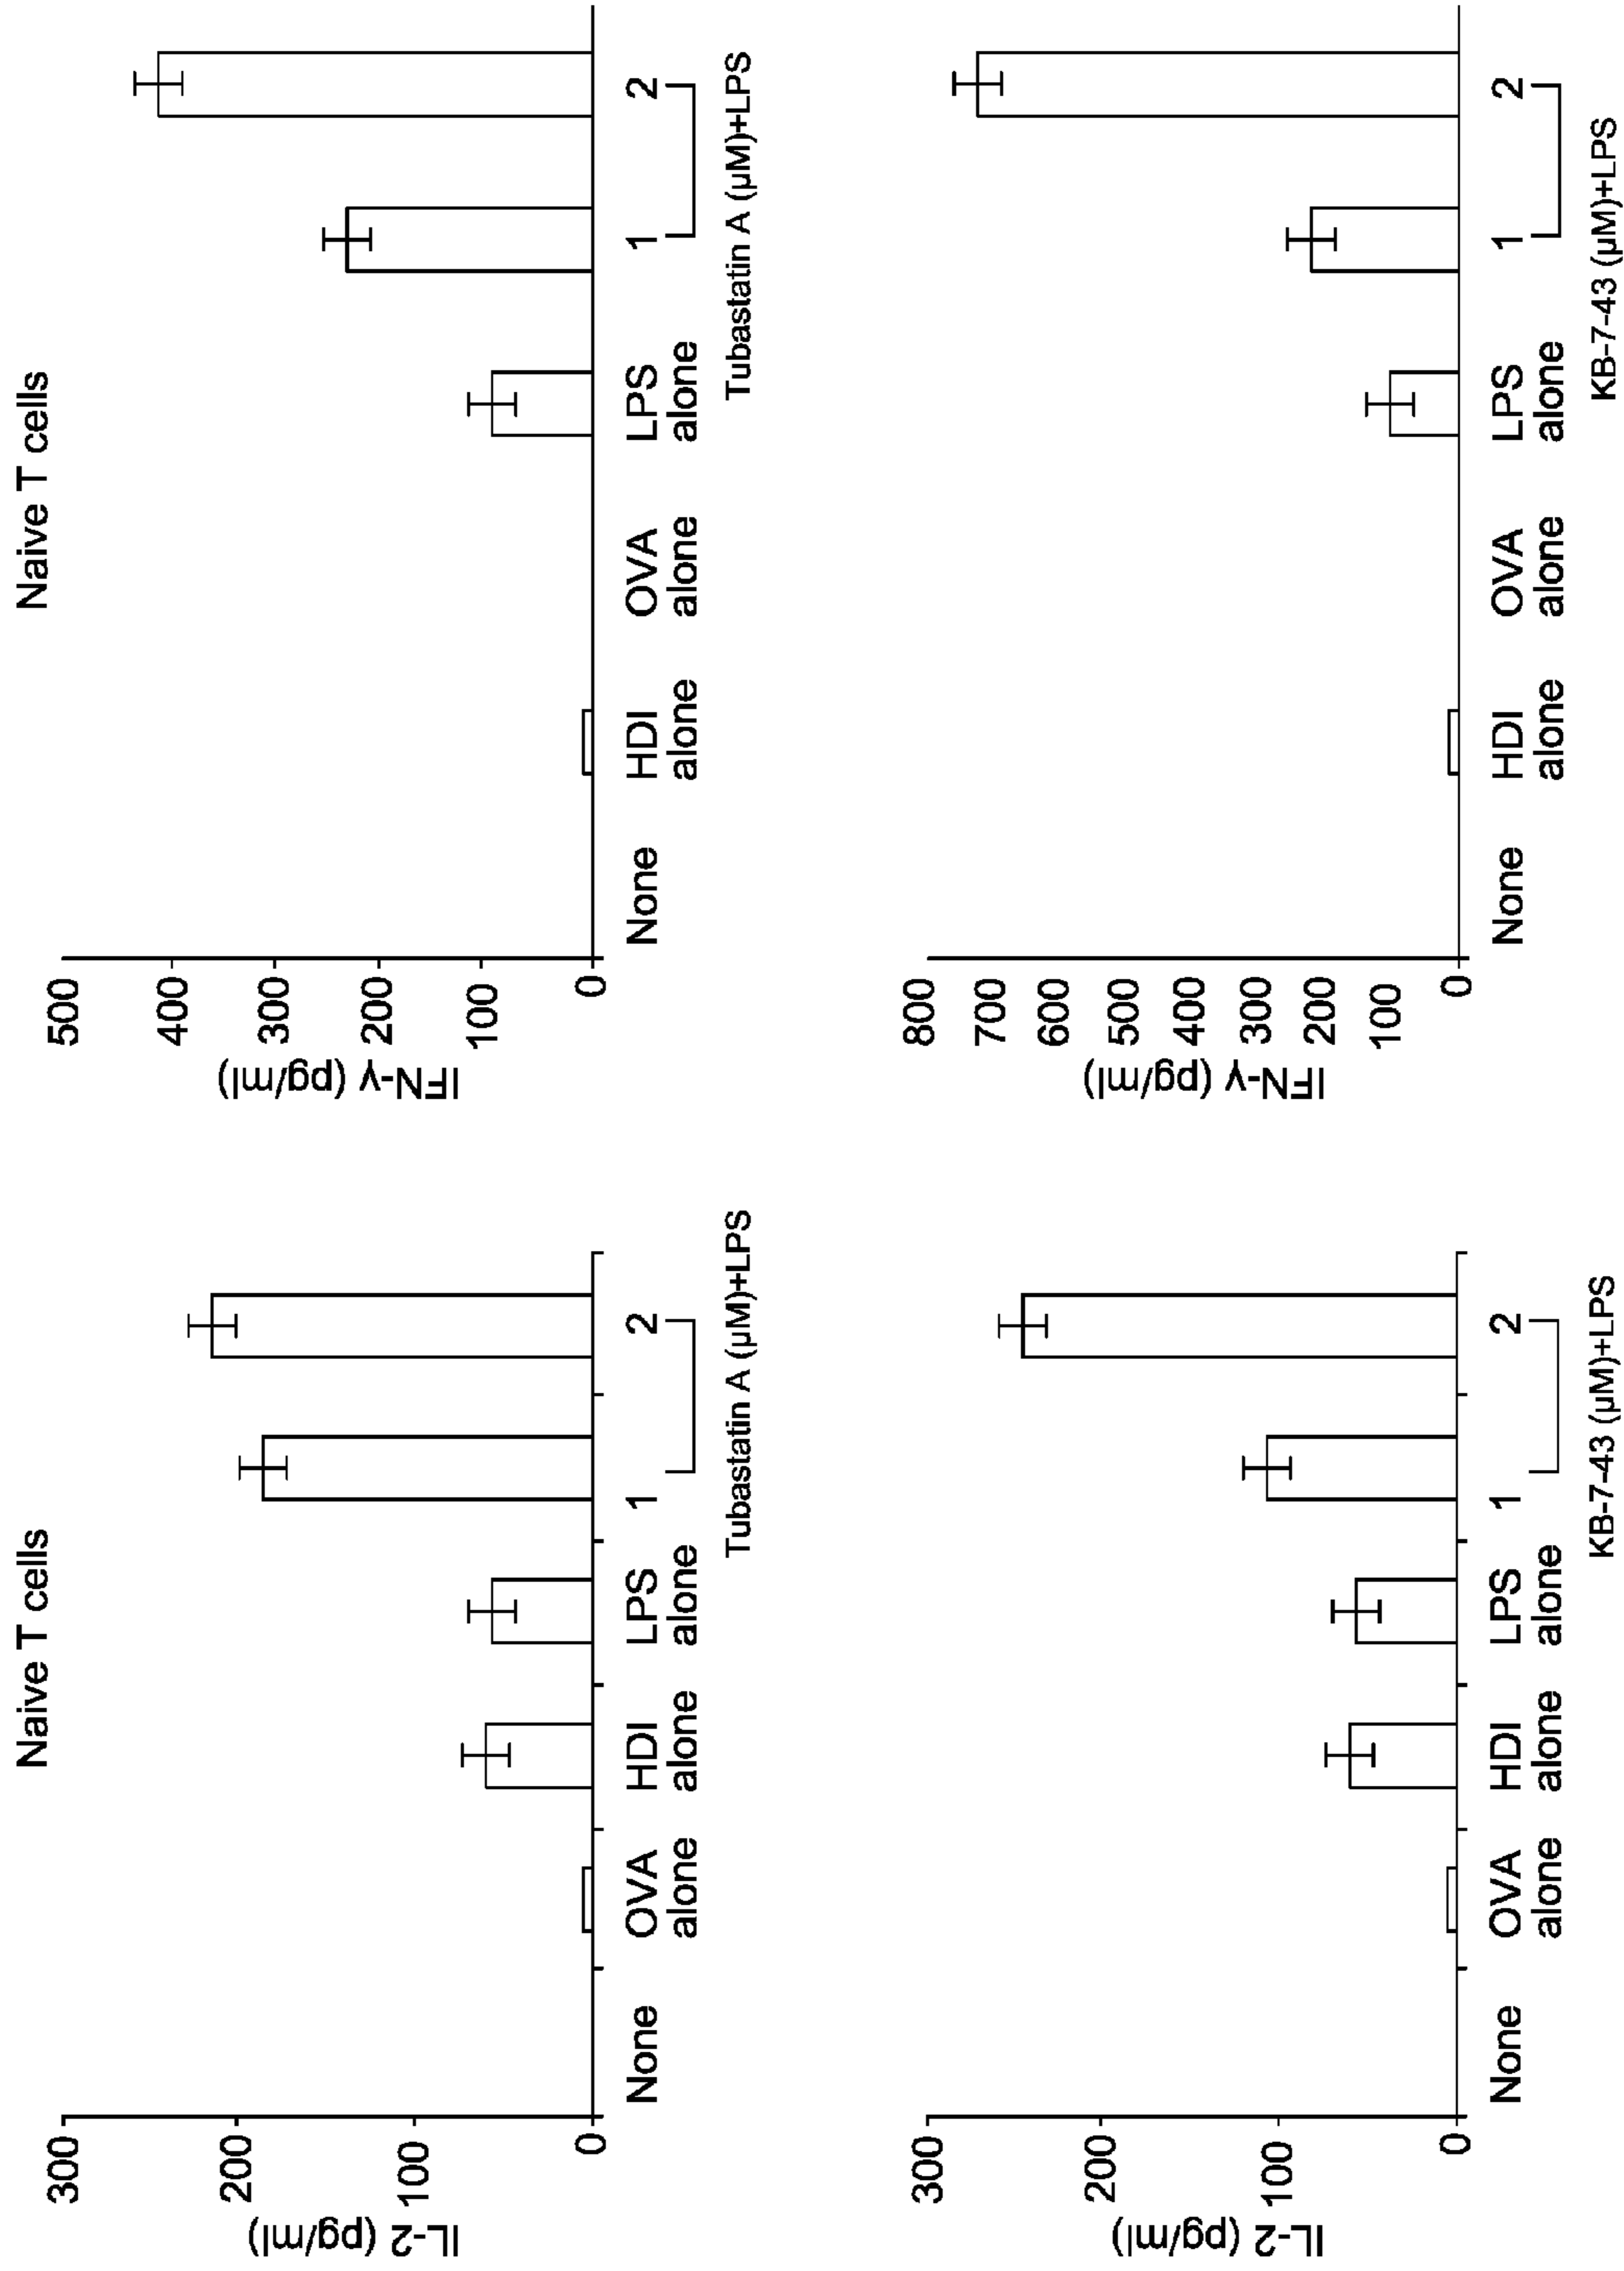 Naive T cells
IL-2 (pg/ml)
300
200
100
0
None
OVA
alone
HDI
alone
LPS
alone
1
2
Tubastatin A (µM)+LPS
Naive T cells
IFN-γ (pg/ml)
500
400
300
200
100
0
None
HDI
alone
OVA
alone
LPS
alone
1
2
Tubastatin A (µM)+LPS
IL-2 (pg/ml)
300
200
100
0
None
OVA
alone
HDI
alone
LPS
alone
1
2
KB-7-43 (µM)+LPS
IFN-γ (pg/ml)
800
700
600
500
400
300
200
100
0
None
HDI
alone
OVA
alone
LPS
alone
1
2
KB-7-43 (µM)+LPS